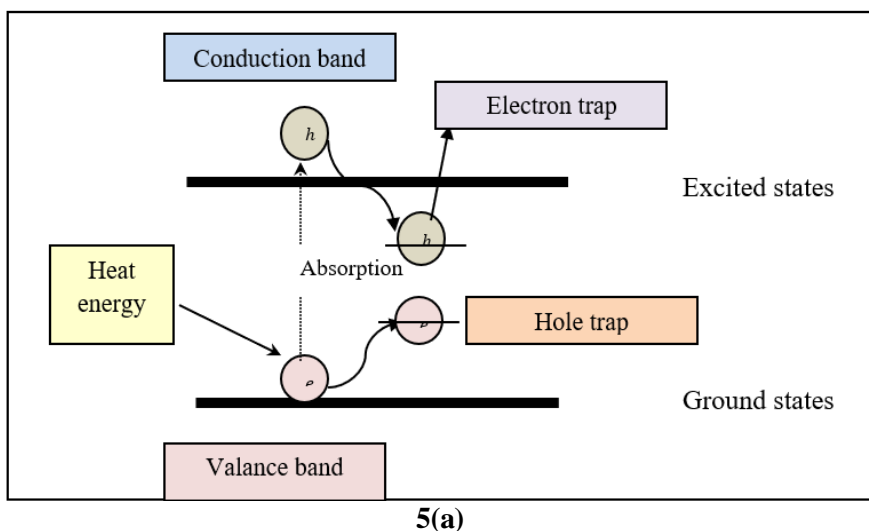 Conduction band
Electron trap
h
Excited states
h
Absorption
Heat
energy
Hole trap
Ground states
Valance band
5(a)